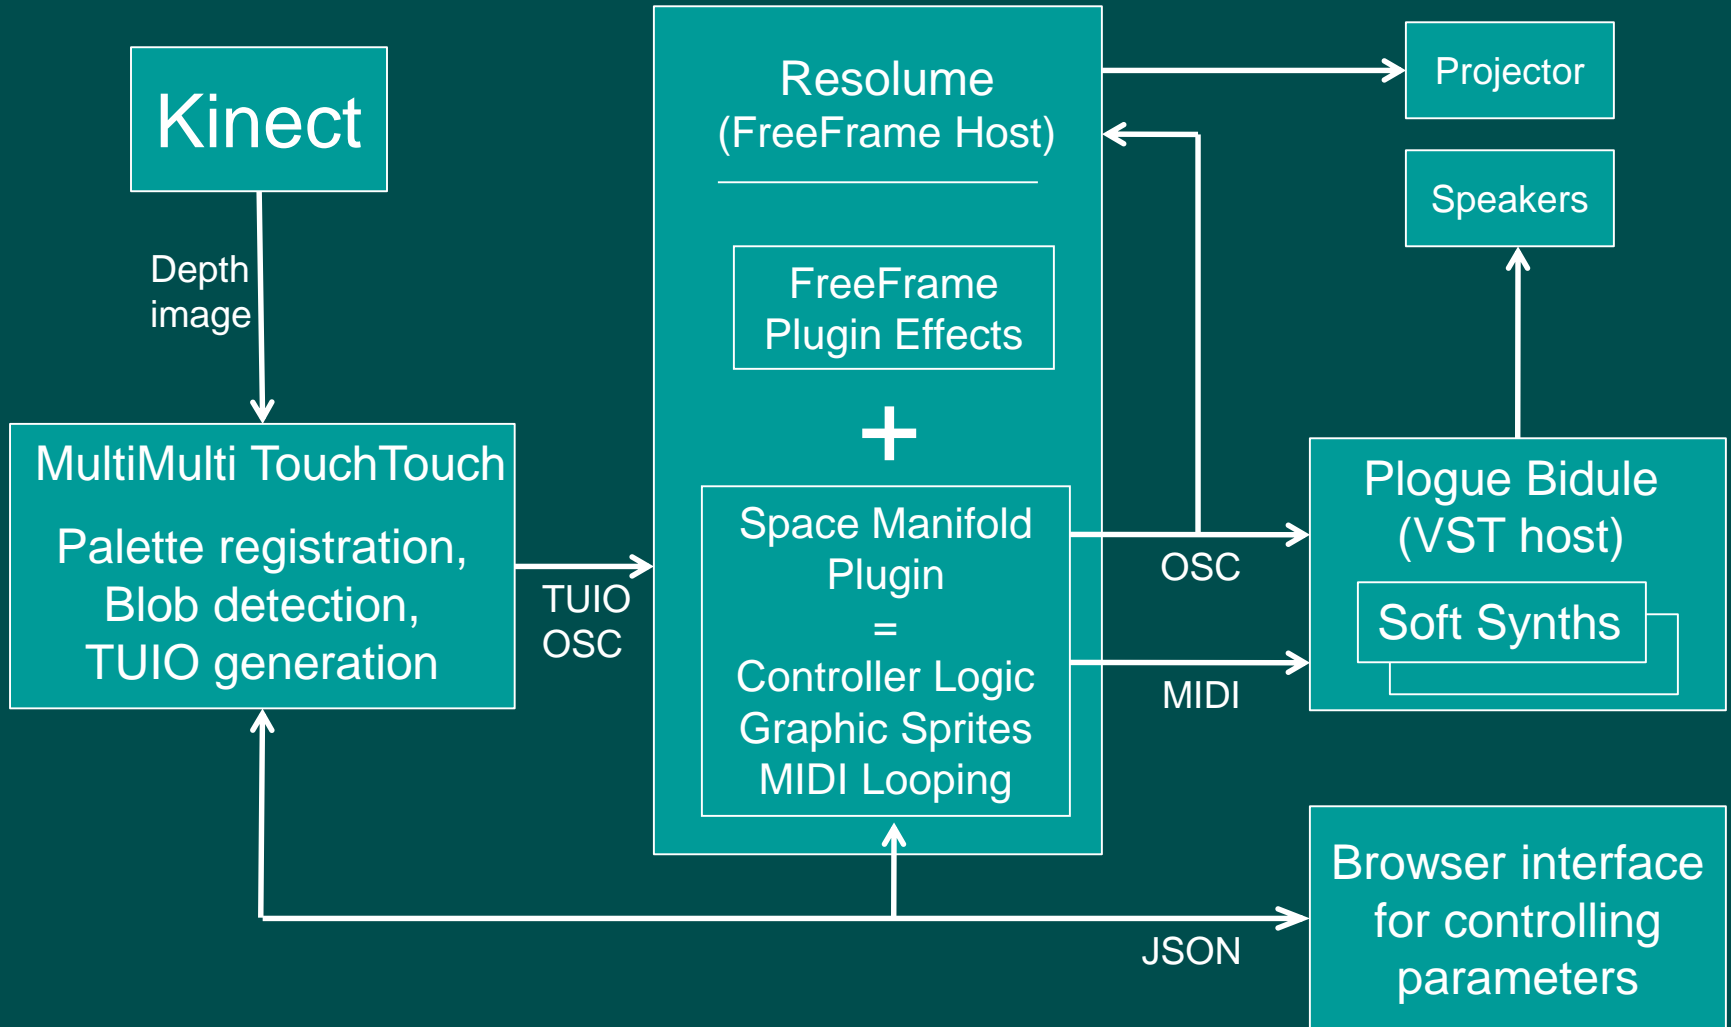 Kinect
Depth
image
MultiMulti TouchTouch
Palette registration,
Blob detection,
TUIO generation
TUIO
OSC
Resolume
(FreeFrame Host)
FreeFrame
Plugin Effects
+
Space Manifold
Plugin
=
Controller Logic
Graphic Sprites
MIDI Looping
OSC
MIDI
JSON
Projector
Speakers
Plogue Bidule
(VST host)
Soft Synths
Browser interface
for controlling
parameters